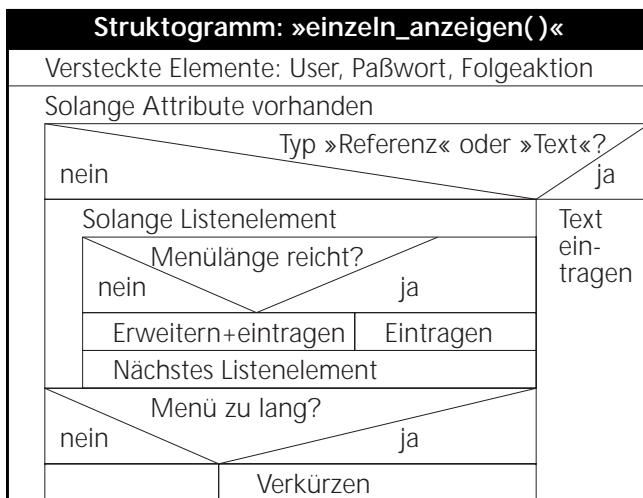 Struktogramm: »einzeln_anzeigen()«
Versteckte Elemente: User, Paßwort, Folgeaktion
Solange Attribute vorhanden
Typ »Referenz« oder »Text«?
nein
ja
Solange Listenelement
Menülänge reicht?
nein
ja
Erweitern+eintragen
Eintragen
Nächstes Listenelement
Text
ein-
tragen
Menü zu lang?
nein
ja
Verkürzen